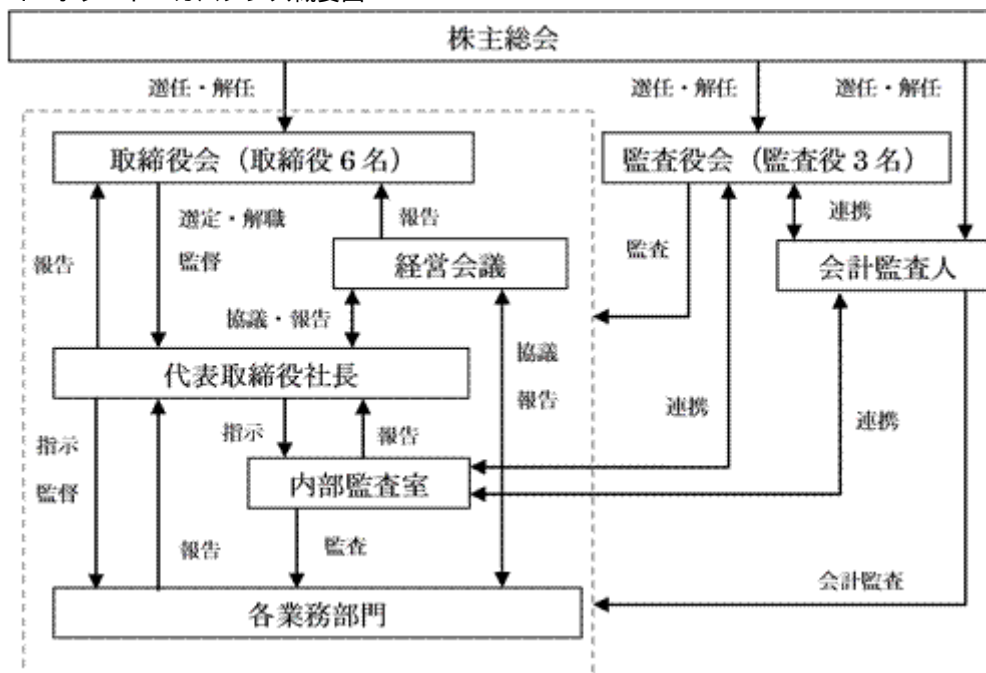 株主総会
選任・解任
選任・解任
選任・解任
取締役会（取締役６名）
監査役会（監査役３名）
選定・解職
監督
報告
連携
報告
経営会議
監査
会計監査人
協議・報告
代表取締役社長
協議
報告
指示
監督
指示
報告
連携
連携
内部監査室
報告
監査
会計監査
各業務部門